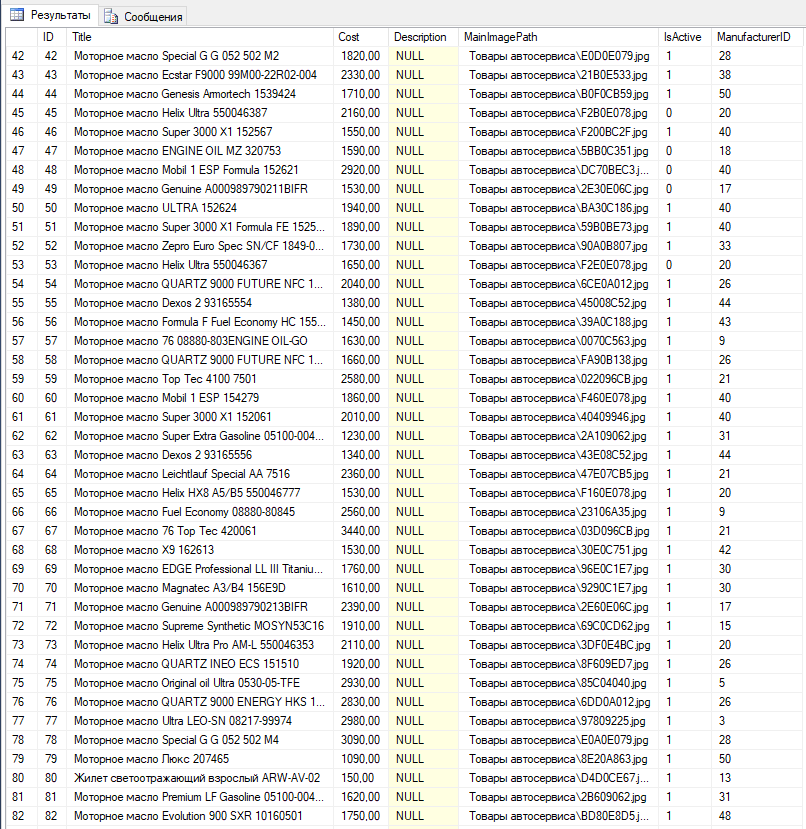 Результаты Сообщения
ID Title Cost Description MainImagePath IsActive ManufacturerID
42 42 Моторное масло Special G G 052 502 M2 1820,00 NULL Товары автосервиса\E0D0E079.jpg 1 28
43 43 Моторное масло Ecstar F9000 99M00-22R02-004 2330,00 NULL Товары автосервиса\21B0E533.jpg 1 38
44 44 Моторное масло Genesis Amortech 1539424 1710,00 NULL Товары автосервиса\B0F0CB59.jpg 1 50
45 45 Моторное масло Helix Ultra 550046387 2160,00 NULL Товары автосервиса\F2B0E078.jpg 0 20
46 46 Моторное масло Super 3000 X1 152567 1550,00 NULL Товары автосервиса\F200BC2F.jpg 1 40
47 47 Моторное масло ENGINE OIL MZ 320753 1590,00 NULL Товары автосервиса\5BB0C351.jpg 0 18
48 48 Моторное масло Mobil 1 ESP Formula 152621 2920,00 NULL Товары автосервиса\DC70BEC3.j... 0 40
49 49 Моторное масло Genuine A000989790211BIFR 1530,00 NULL Товары автосервиса\2E30E06C.jpg 0 17
50 50 Моторное масло ULTRA 152624 1940,00 NULL Товары автосервиса\BA30C186.jpg 1 40
51 51 Моторное масло Super 3000 X1 Formula FE 1525... 1890,00 NULL Товары автосервиса\59B0BE73.jpg 1 40
52 52 Моторное масло Zepro Euro Spec SN/CF 1849-0... 1730,00 NULL Товары автосервиса\90A0B807.jpg 1 33
53 53 Моторное масло Helix Ultra 550046367 1650,00 NULL Товары автосервиса\F2E0E078.jpg 0 20
54 54 Моторное масло QUARTZ 9000 FUTURE NFC 1... 2040,00 NULL Товары автосервиса\6CE0A012.jpg 1 26
55 55 Моторное масло Dexos 2 93165554 1380,00 NULL Товары автосервиса\45008C52.jpg 1 44
56 56 Моторное масло Formula F Fuel Economy HC 155... 1450,00 NULL Товары автосервиса\39A0C188.jpg 1 43
57 57 Моторное масло 76 08880-803ENGINE OIL-GO 1630,00 NULL Товары автосервиса\0070C563.jpg 1 9
58 58 Моторное масло QUARTZ 9000 FUTURE NFC 1... 1660,00 NULL Товары автосервиса\FA90B138.jpg 1 26
59 59 Моторное масло Top Tec 4100 7501 2580,00 NULL Товары автосервиса\022096CB.jpg 1 21
60 60 Моторное масло Mobil 1 ESP 154279 1860,00 NULL Товары автосервиса\F460E078.jpg 1 40
61 61 Моторное масло Super 3000 X1 152061 2010,00 NULL Товары автосервиса\40409946.jpg 1 40
62 62 Моторное масло Super Extra Gasoline 05100-004... 1230,00 NULL Товары автосервиса\2A109062.jpg 1 31
63 63 Моторное масло Dexos 2 93165556 1340,00 NULL Товары автосервиса\43E08C52.jpg 1 44
64 64 Моторное масло Leichtlauf Special AA 7516 2360,00 NULL Товары автосервиса\47E07CB5.jpg 1 21
65 65 Моторное масло Helix HX8 A5/B5 550046777 1530,00 NULL Товары автосервиса\F160E078.jpg 1 20
66 66 Моторное масло Fuel Economy 08880-80845 2560,00 NULL Товары автосервиса\23106A35.jpg 1 9
67 67 Моторное масло 76 Top Tec 420061 3440,00 NULL Товары автосервиса\03D096CB.jpg 1 21
68 68 Моторное масло X9 162613 1530,00 NULL Товары автосервиса\30E0C751.jpg 1 42
69 69 Моторное масло EDGE Professional LL III Titaniu... 1760,00 NULL Товары автосервиса\96E0C1E7.jpg 1 30
70 70 Моторное масло Magnatec A3/B4 156E9D 1610,00 NULL Товары автосервиса\9290C1E7.jpg 1 30
71 71 Моторное масло Genuine A000989790213BIFR 2390,00 NULL Товары автосервиса\2E60E06C.jpg 1 17
72 72 Моторное масло Supreme Synthetic MOSYN53C16 1910,00 NULL Товары автосервиса\69C0CD62.jpg 1 15
73 73 Моторное масло Helix Ultra Pro AM-L 550046353 2110,00 NULL Товары автосервиса\3DF0E4BC.jpg 1 20
74 74 Моторное масло QUARTZ INEO ECS 151510 1920,00 NULL Товары автосервиса\8F609ED7.jpg 1 26
75 75 Моторное масло Original oil Ultra 0530-05-TFE 2930,00 NULL Товары автосервиса\85C04040.jpg 1 5
76 76 Моторное масло QUARTZ 9000 ENERGY HKS 1... 2830,00 NULL Товары автосервиса\6DD0A012.jpg 1 26
77 77 Моторное масло Ultra LEO-SN 08217-99974 2980,00 NULL Товары автосервиса\97809225.jpg 1 3
78 78 Моторное масло Special G G 052 502 M4 3090,00 NULL Товары автосервиса\E0A0E079.jpg 1 28
79 79 Моторное масло Люкс 207465 1090,00 NULL Товары автосервиса\8E20A863.jpg 1 50
80 80 Жилет светоотражающий взрослый ARW-AV-02 150,00 NULL Товары автосервиса\D4D0CE67.j... 1 13
81 81 Моторное масло Premium LF Gasoline 05100-004... 1620,00 NULL Товары автосервиса\2B609062.jpg 1 31
82 82 Моторное масло Evolution 900 SXR 10160501 1750,00 NULL Товары автосервиса\BD80E8D5.j... 1 48